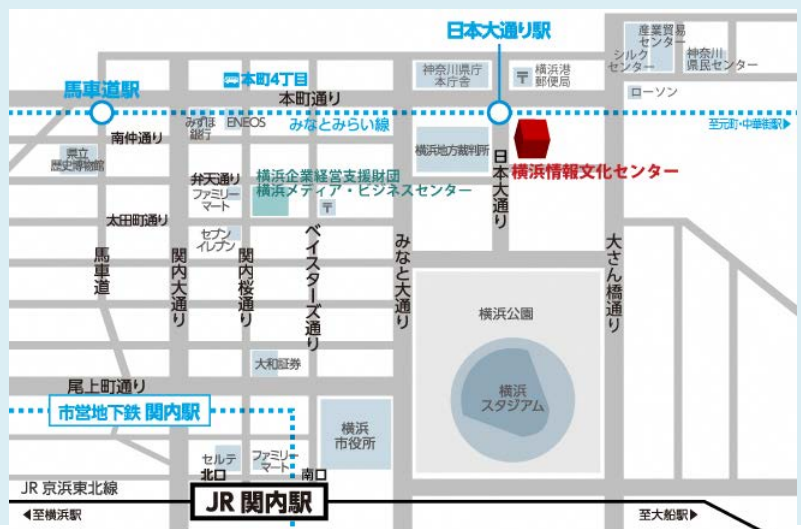 日本大通り駅
産業貿易
センター
シルク
センター
神奈川
県民センター
神奈川県庁
本庁舎
〒
横浜港
郵便局
本町4丁目
馬車道駅
本町通り
ローソン
みずほ
銀行
ENEOS
みなとみらい線
至元町・中華街駅▶
南仲通り
県立
歴史博物館
横浜地方裁判所
日本大通り
横浜情報文化センター
弁天通り
ファミリー
マート
横浜企業経営支援財団
横浜メディア・ビジネスセンター
〒
太田町通り
セブン
イレブン
馬車道
関内大通り
関内桜通り
ベイスターズ通り
みなと大通り
大さん橋通り
横浜公園
大和証券
横浜
スタジアム
尾上町通り
市営地下鉄 関内駅
横浜
市役所
セルテ
北口
ファミリー
マート
南口
JR 京浜東北線
JR 関内駅
◀至横浜駅
至大船駅▶